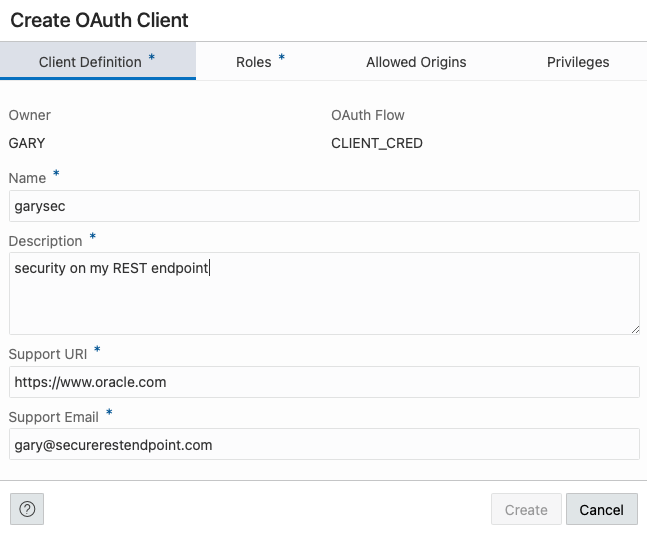 Create OAuth Client
Client Definition * Roles * Allowed Origins Privileges
Owner OAuth Flow
GARY CLIENT_CRED
Name *
garysec
Description *
security on my REST endpoint
Support URI *
https://www.oracle.com
Support Email *
gary@securerestendpoint.com
? Create Cancel